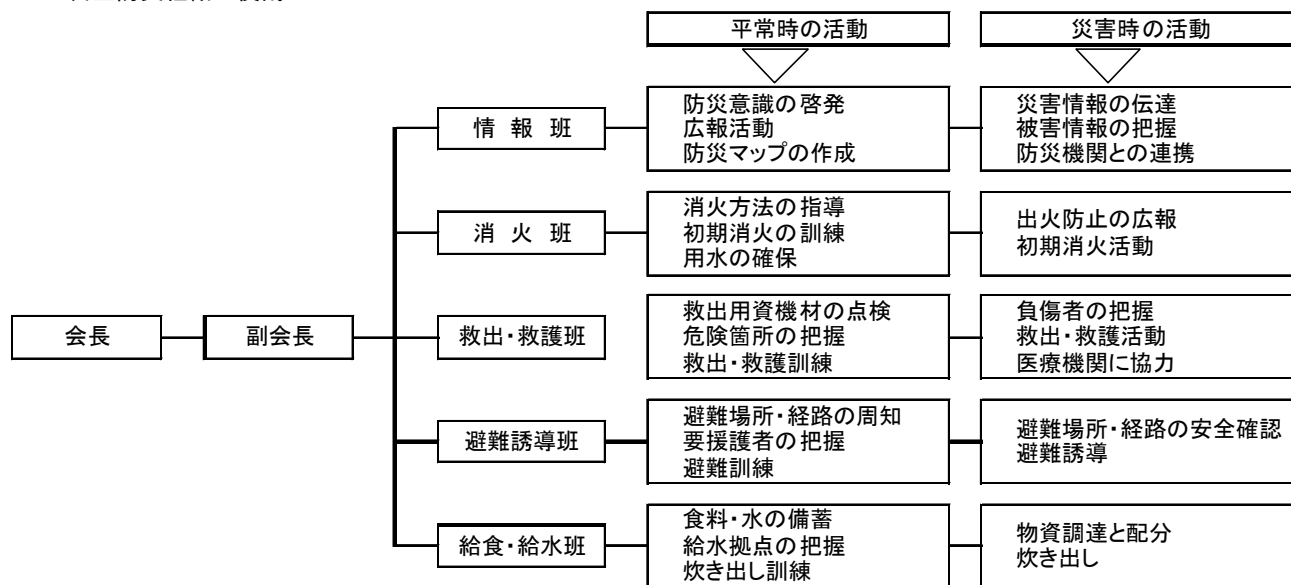 平常時の活動
災害時の活動
情報班
防災意識の啓発
広報活動
防災マップの作成
災害情報の伝達
被害情報の把握
防災機関との連携
消火班
消火方法の指導
初期消火の訓練
用水の確保
出火防止の広報
初期消火活動
会長
副会長
救出・救護班
救出用資機材の点検
危険箇所の把握
救出・救護訓練
負傷者の把握
救出・救護活動
医療機関に協力
避難誘導班
避難場所・経路の周知
要援護者の把握
避難訓練
避難場所・経路の安全確認
避難誘導
給食・給水班
食料・水の備蓄
給水拠点の把握
炊き出し訓練
物資調達と配分
炊き出し